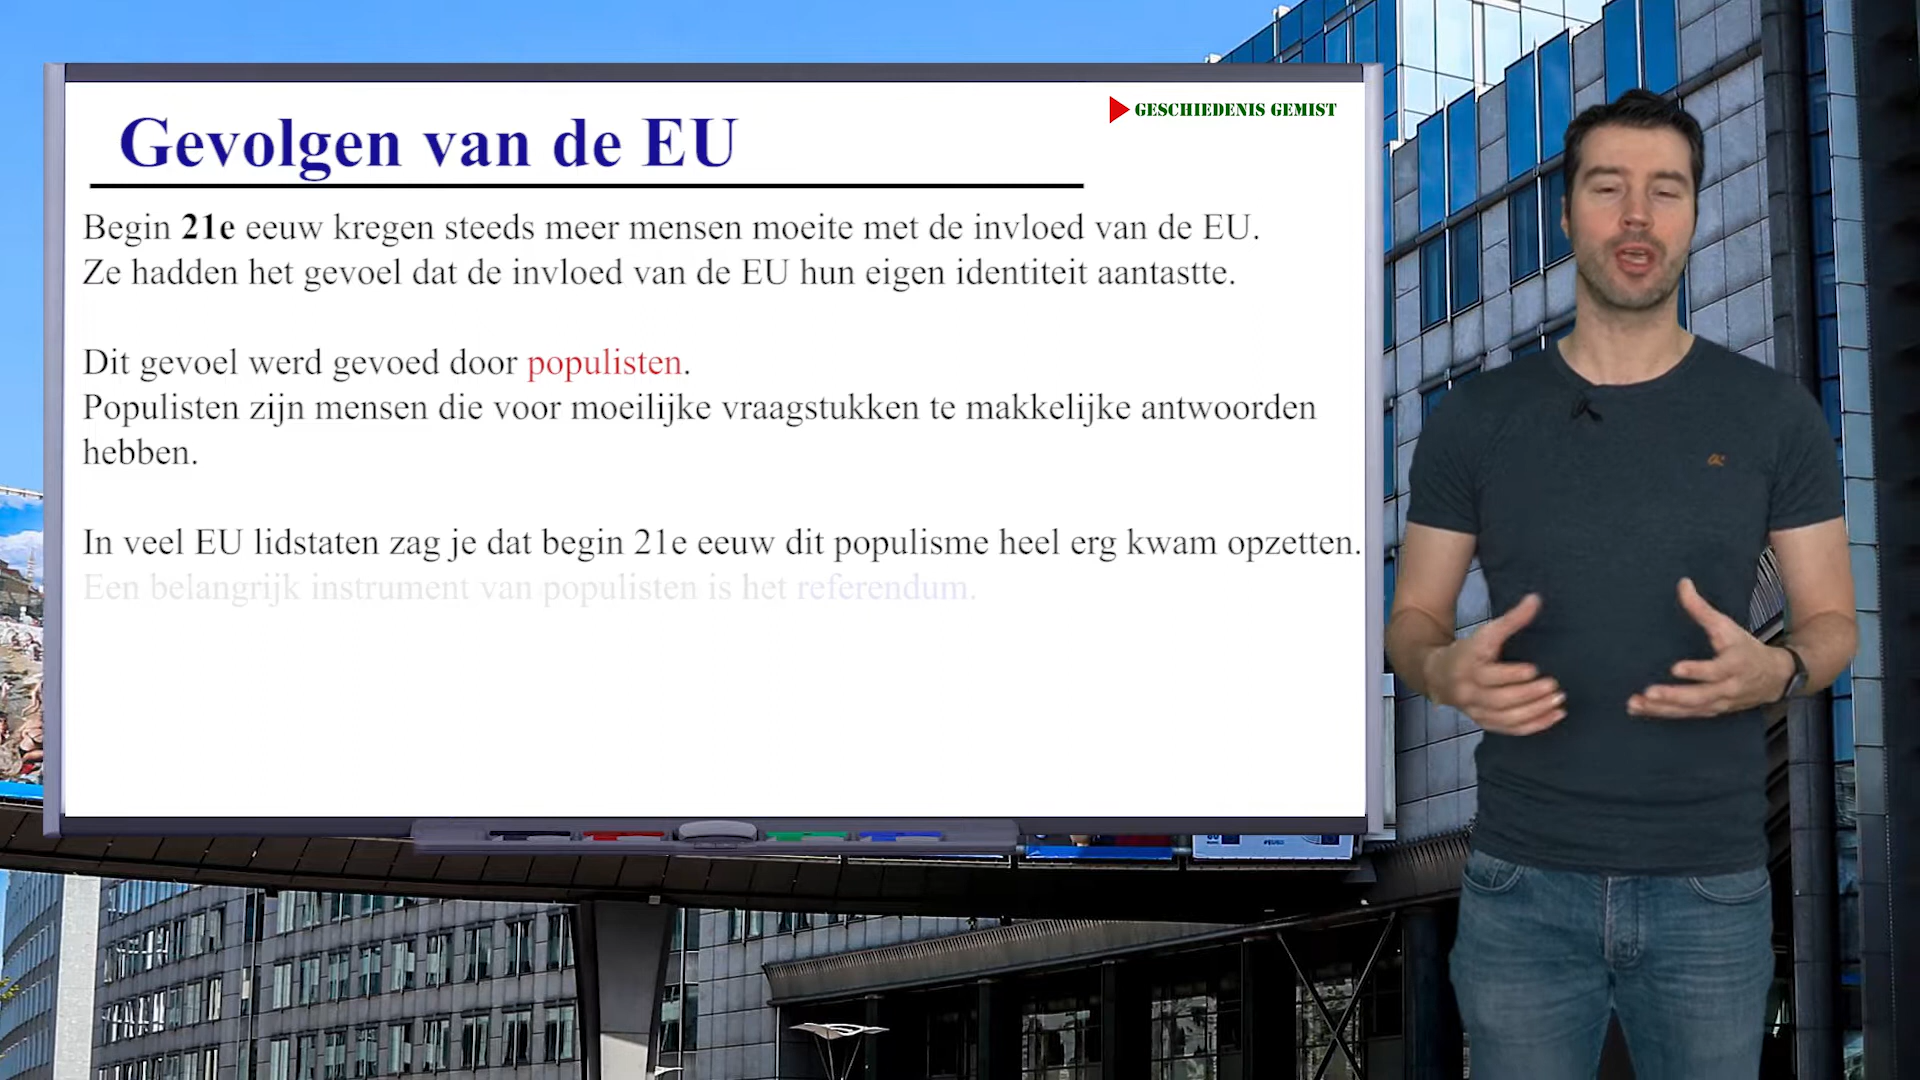 GESCHIEDENIS GEMIST
Gevolgen van de EU
Begin 21e eeuw kregen steeds meer mensen moeite met de invloed van de EU.
Ze hadden het gevoel dat de invloed van de EU hun eigen identiteit aantastte.
Dit gevoel werd gevoed door populisten.
Populisten zijn mensen die voor moeilijke vraagstukken te makkelijke antwoorden
hebben.
In veel EU lidstaten zag je dat begin 21e eeuw dit populisme heel erg kwam opzetten.
Een belangrijk instrument van populisten is het referendum.